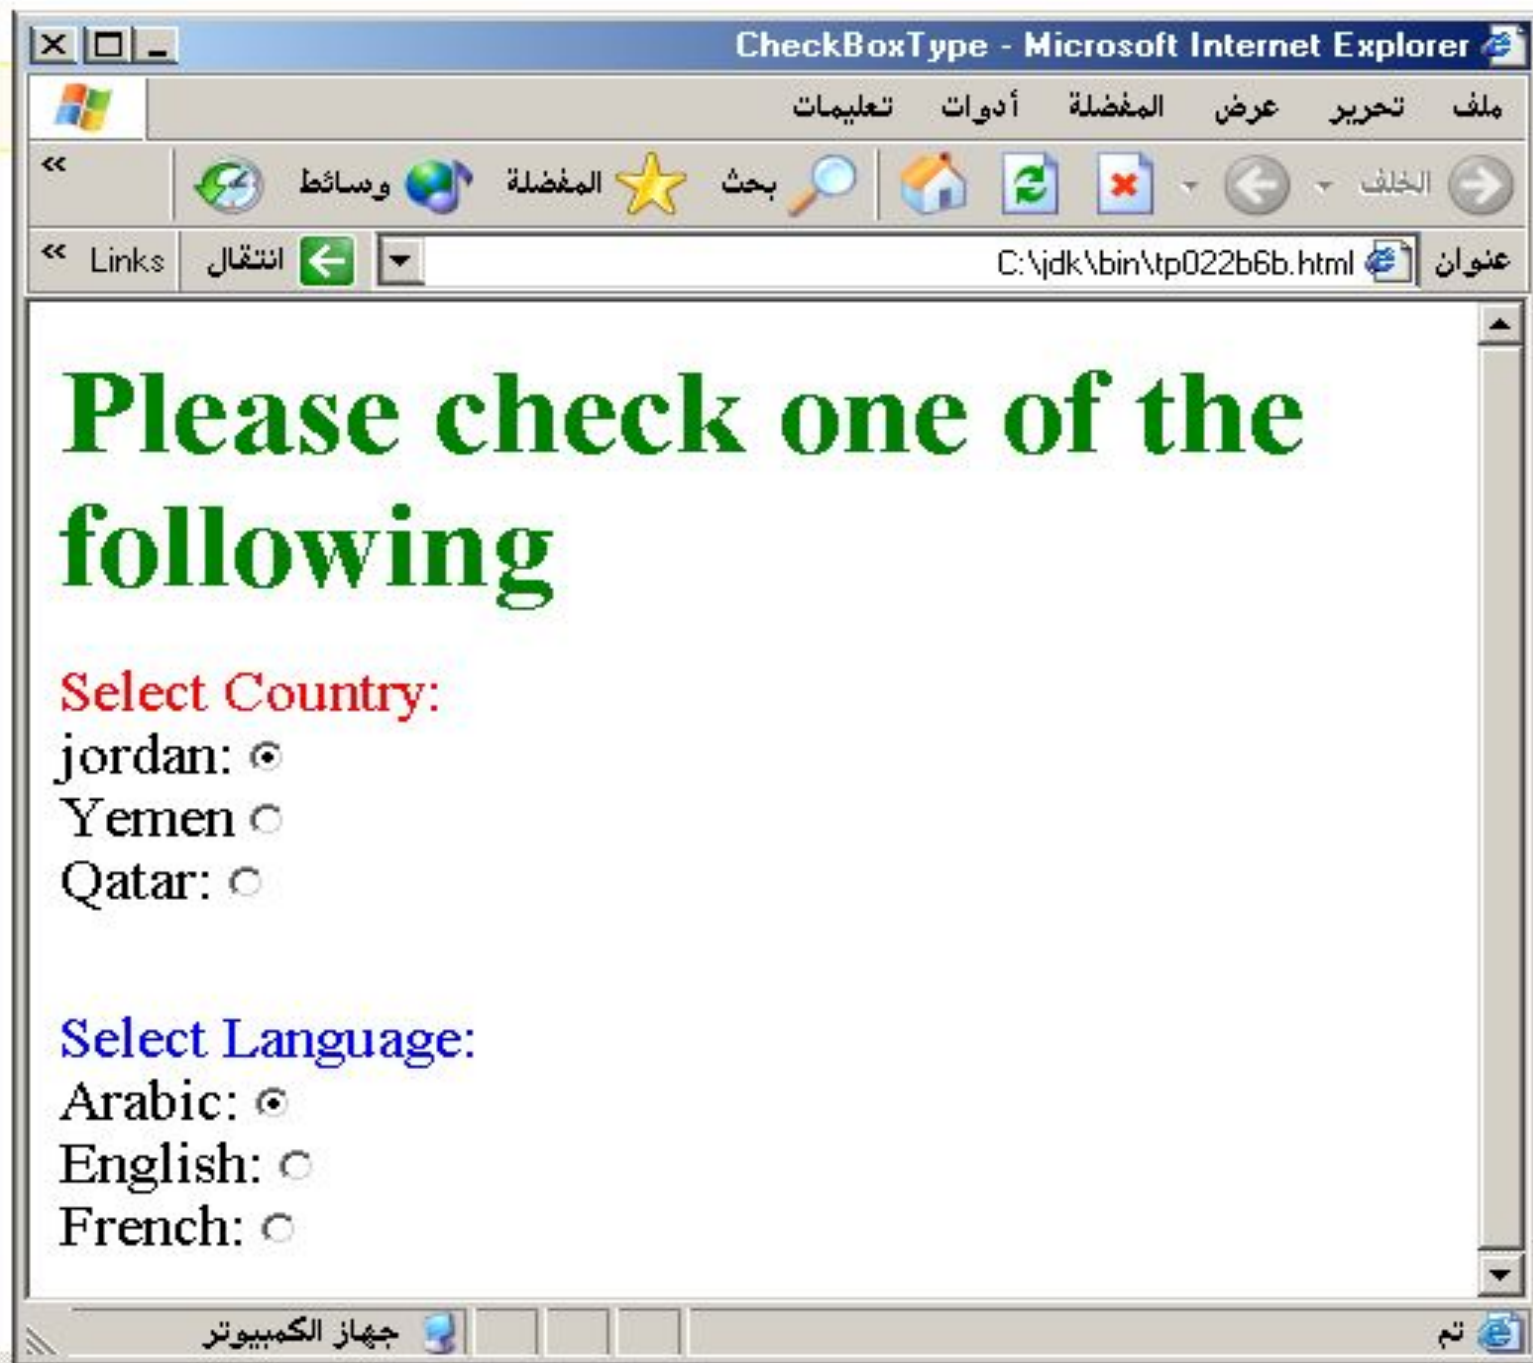 CheckBoxType - Microsoft Internet Explorer
ملف تحرير عرض المفضلة أدوات تعليمات
الخلف بحث المفضلة وسائط »
عنوان C:\jdk\bin\tp022b6b.html انتقال Links »
Please check one of the
following
Select Country:
jordan:
Yemen
Qatar:
Select Language:
Arabic:
English:
French:
تم جهاز الكمبيوتر